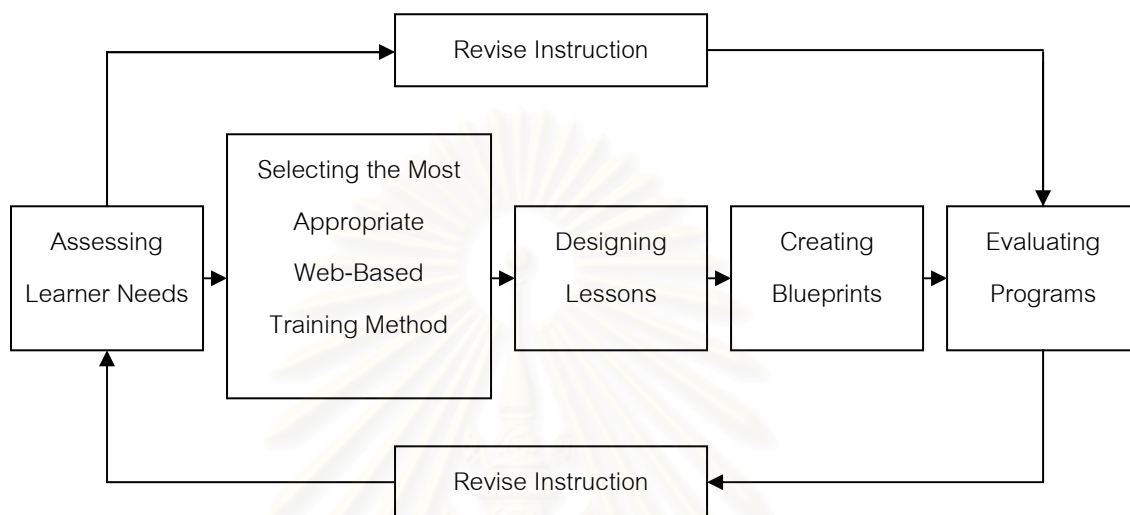 Revise Instruction
Assessing
Learner Needs
Selecting the Most
Appropriate
Web-Based
Training Method
Designing
Lessons
Creating
Blueprints
Evaluating
Programs
Revise Instruction